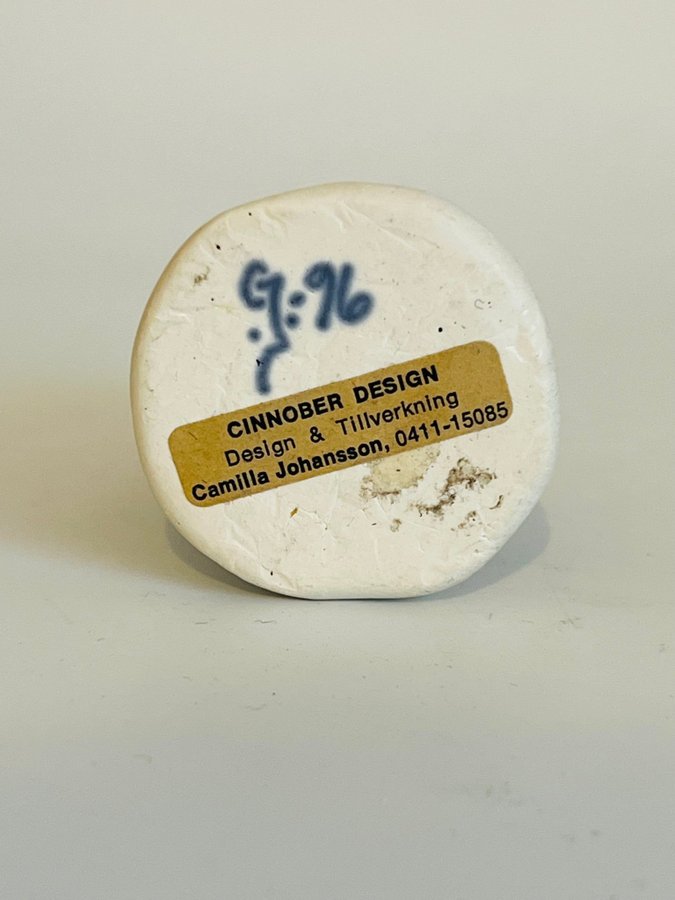 CJ:96
CINNOBER DESIGN
Design & Tillverkning
Camilla Johansson, 0411-15085